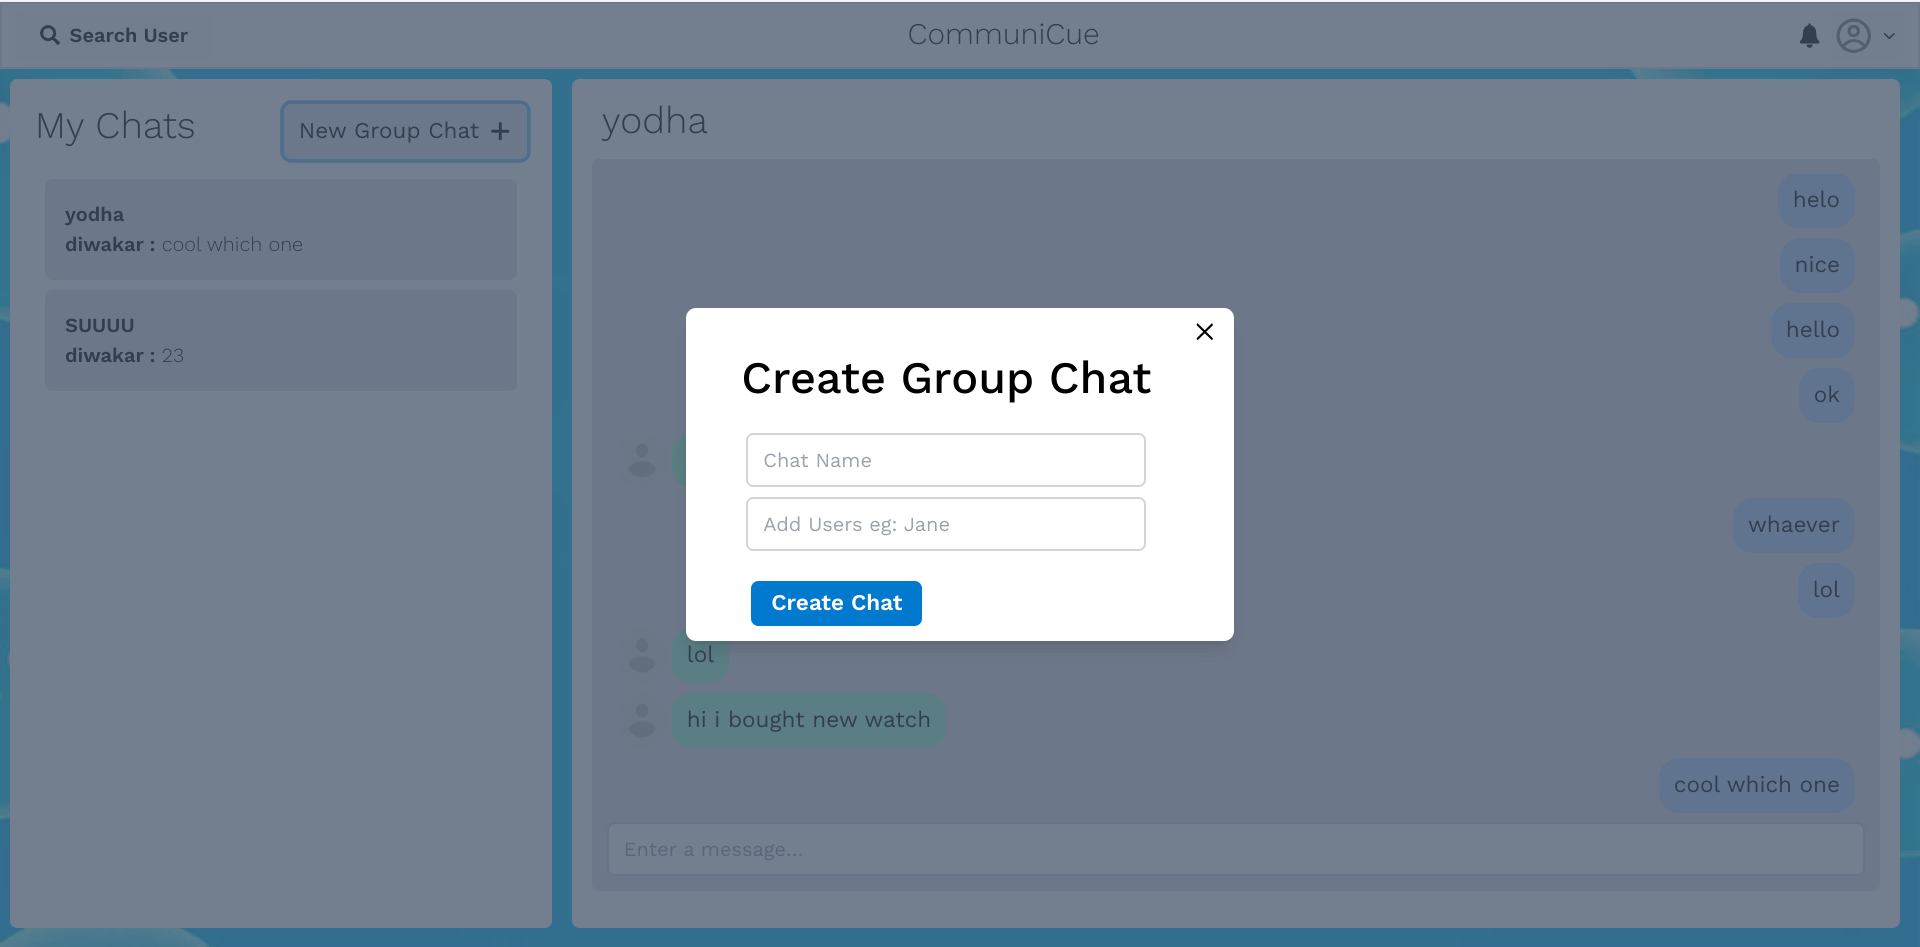 Search User
CommuniCue
My Chats
New Group Chat
yodha
diwakar : cool which one
SUUUU
diwakar : 23
yodha
helo
nice
hello
ok
whaever
lol
lol
hi i bought new watch
cool which one
Enter a message...
Create Group Chat
Chat Name
Add Users eg: Jane
Create Chat